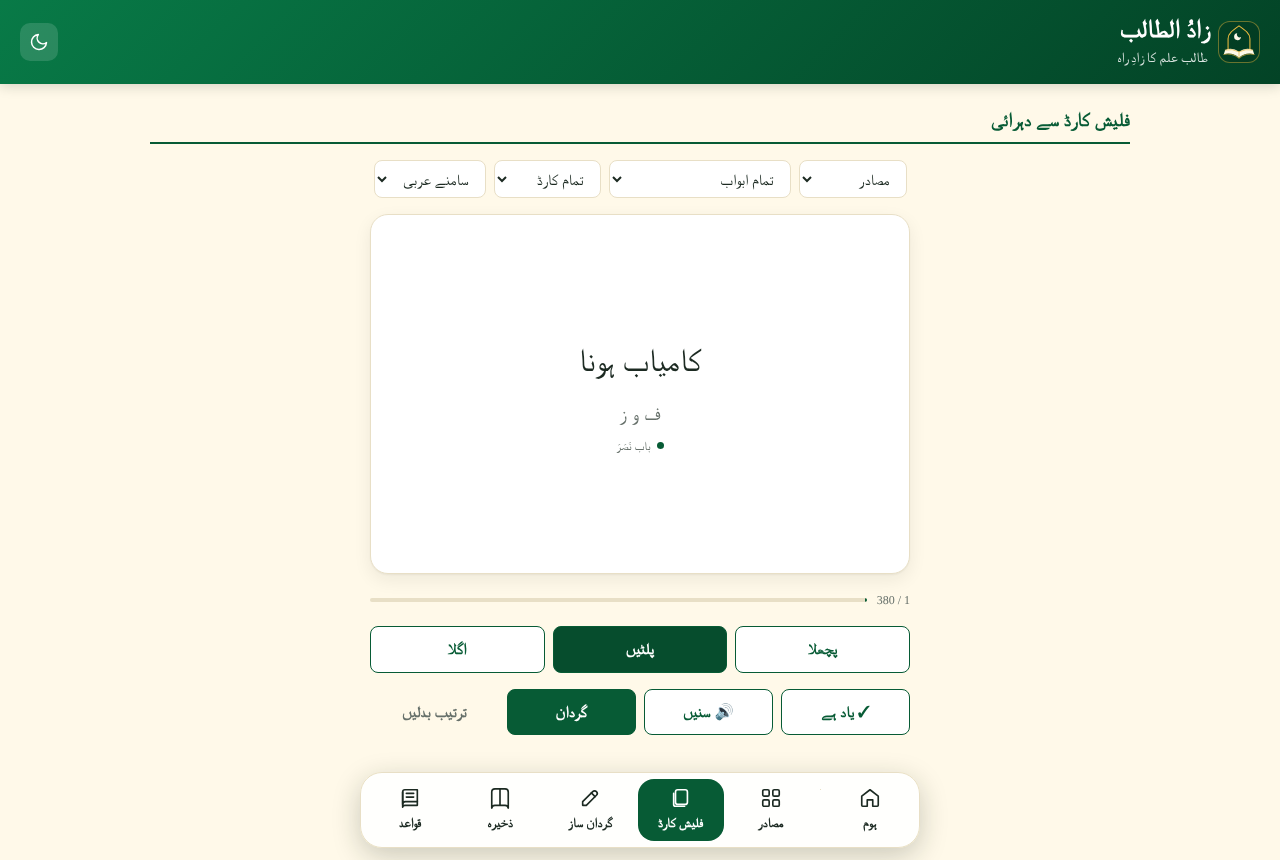 زادُ الطالب
طالب علم کا زادِ راہ
فلیش کارڈ سے دہرائی
مصادر
تمام ابواب
تمام کارڈ
سامنے عربی
کامیاب ہونا
ف و ز
باب نَصَرَ
1 / 380
پچھلا
پلٹیں
اگلا
✓ یاد ہے
🔊 سنیں
گردان
ترتیب بدلیں
ہوم
مصادر
فلیش کارڈ
گردان ساز
ذخیرہ
قواعد